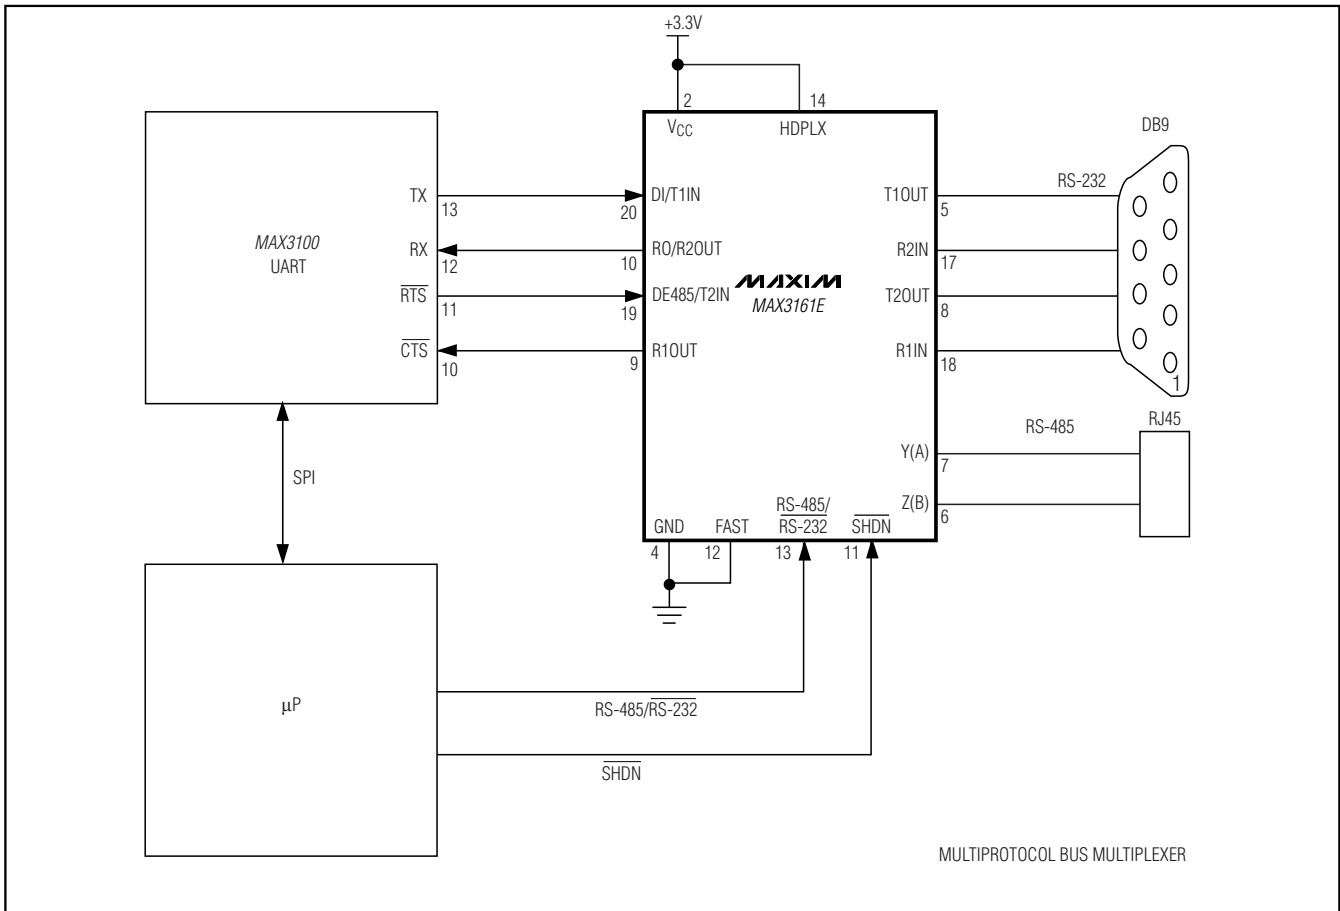 +3.3V
2
14
VCC
HDPLX
DB9
TX
13
20
DI/T1IN
T1OUT
5
RS-232
MAX3100
UART
RX
12
10
RO/R2OUT
R2IN
17
MAXIM
MAX3161E
RTS
11
19
DE485/T2IN
T2OUT
8
CTS
10
9
R1OUT
R1IN
18
1
RJ45
RS-485
Y(A)
7
SPI
Z(B)
6
GND
FAST
RS-485/
RS-232
SHDN
4
12
13
11
μP
RS-485/RS-232
SHDN
MULTIPROTOCOL BUS MULTIPLEXER